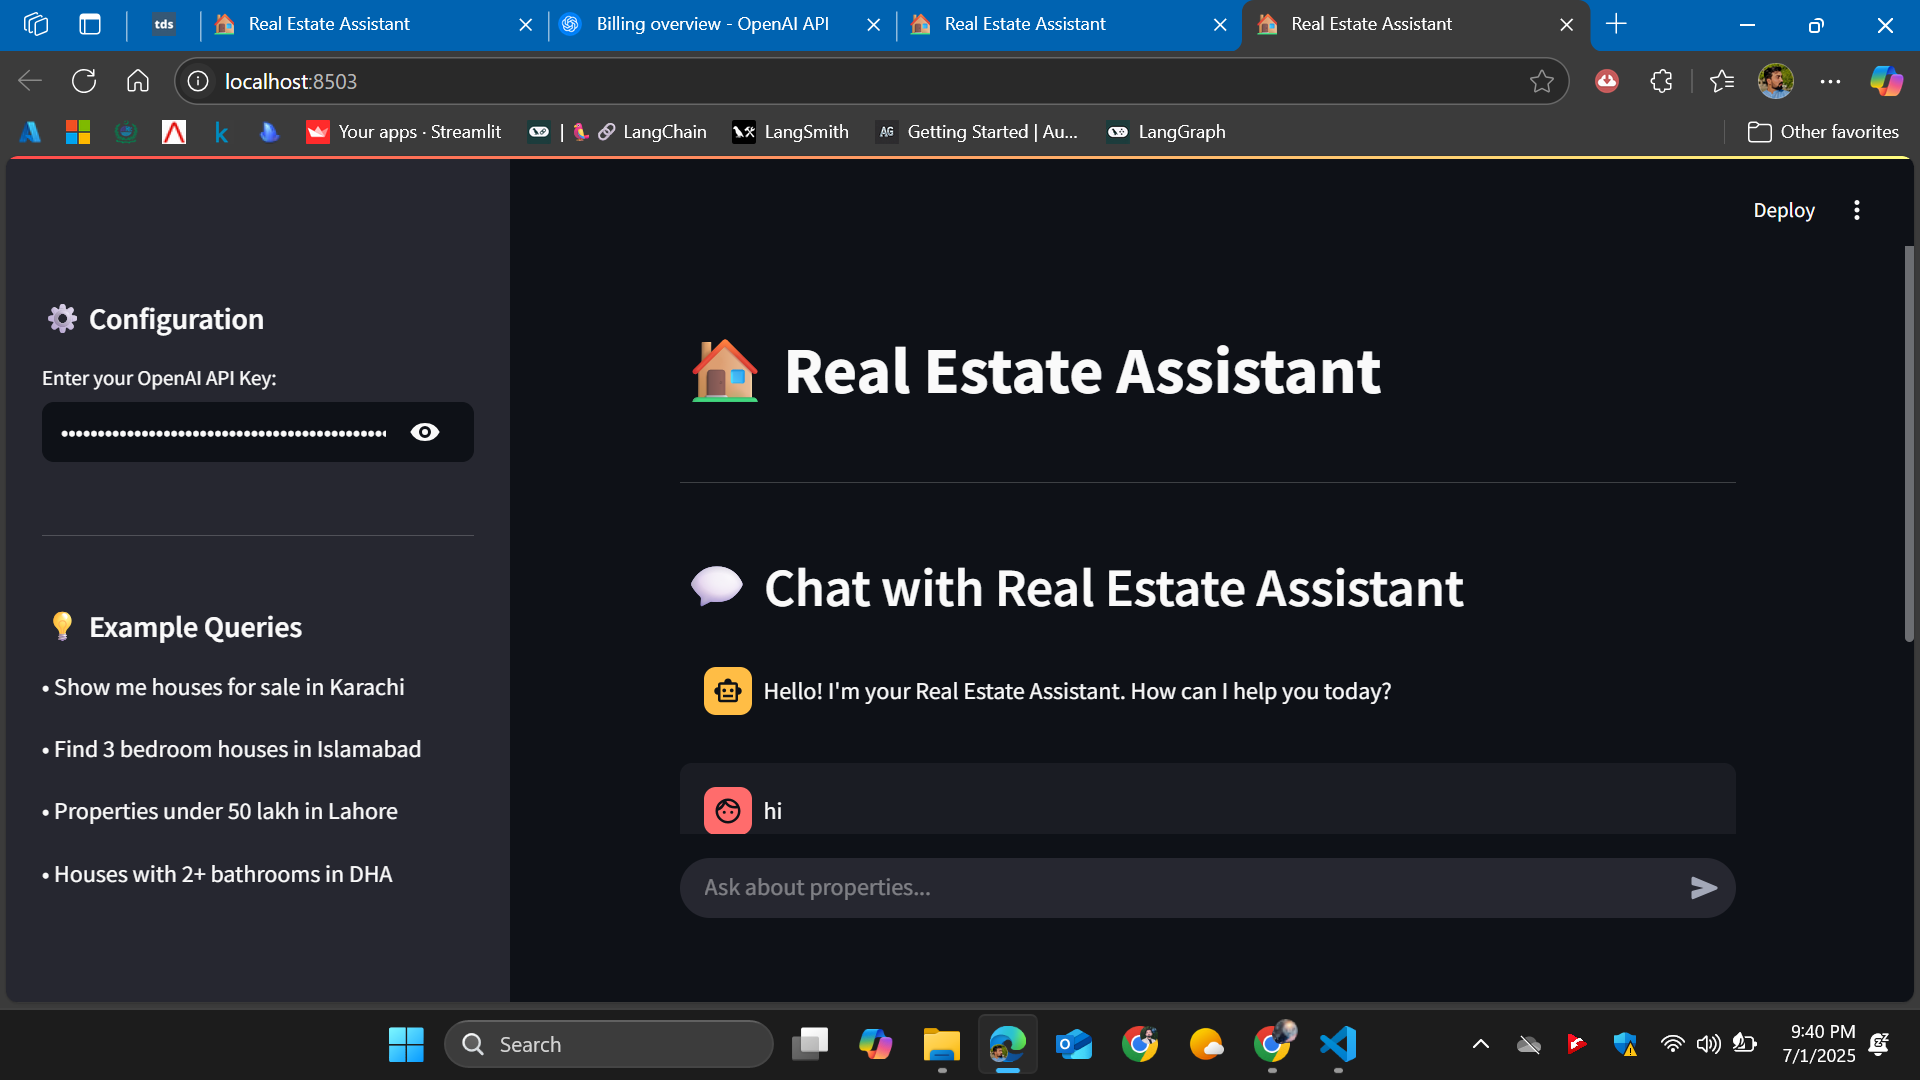 tds
Real Estate Assistant
Billing overview - OpenAI API
Real Estate Assistant
Real Estate Assistant
localhost:8503
Your apps · Streamlit
| LangChain
LangSmith
AG Getting Started | Au...
LangGraph
Other favorites
Deploy
Configuration
Enter your OpenAI API Key:
Example Queries
• Show me houses for sale in Karachi
• Find 3 bedroom houses in Islamabad
• Properties under 50 lakh in Lahore
• Houses with 2+ bathrooms in DHA
Real Estate Assistant
Chat with Real Estate Assistant
Hello! I'm your Real Estate Assistant. How can I help you today?
hi
Ask about properties...
Search
9:40 PM
7/1/2025